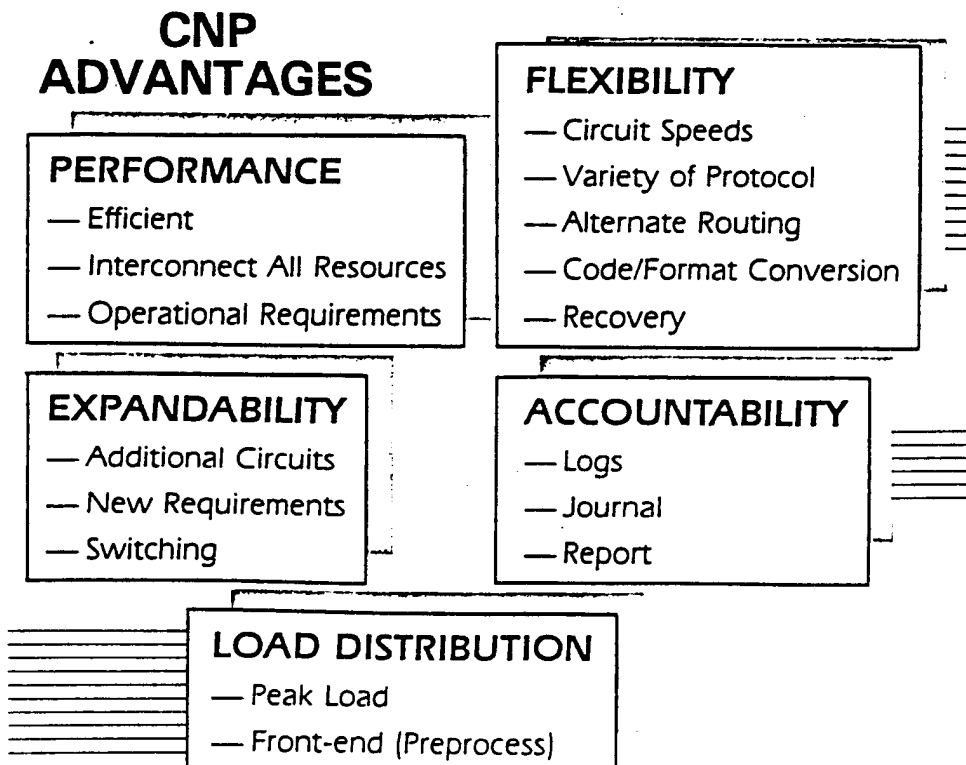 CNP
ADVANTAGES
PERFORMANCE
— Efficient
— Interconnect All Resources
— Operational Requirements
FLEXIBILITY
— Circuit Speeds
— Variety of Protocol
— Alternate Routing
— Code/Format Conversion
— Recovery
EXPANDABILITY
— Additional Circuits
— New Requirements
— Switching
ACCOUNTABILITY
— Logs
— Journal
— Report
LOAD DISTRIBUTION
— Peak Load
— Front-end (Preprocess)